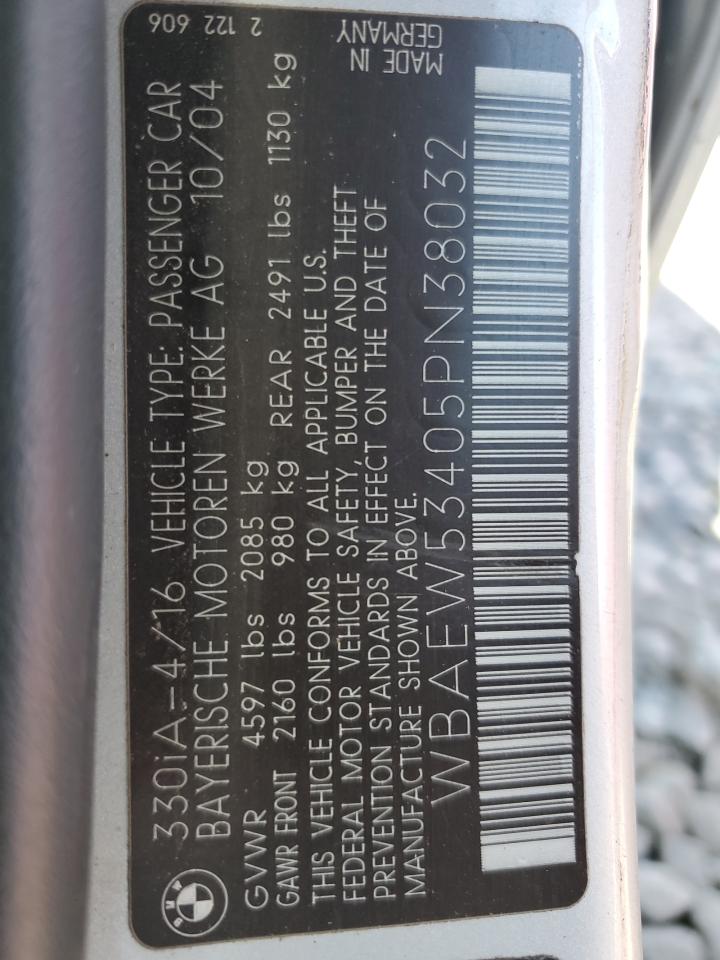 330iA-4/16 VEHICLE TYPE: PASSENGER CAR
BAYERISCHE MOTOREN WERKE AG 10/04
GVWR 4597 lbs 2085 kg
GAWR FRONT 2160 lbs 980 kg REAR 2491 lbs 1130 kg
THIS VEHICLE CONFORMS TO ALL APPLICABLE U.S.
FEDERAL MOTOR VEHICLE SAFETY, BUMPER AND THEFT
PREVENTION STANDARDS IN EFFECT ON THE DATE OF
MANUFACTURE SHOWN ABOVE.
WBAEW53405PN38032
2 122 606
MADE IN
GERMANY
BMW